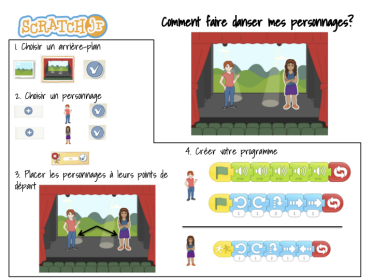 SCRATCH Jr
Comment faire danser mes personnages?
1. Choisir un arrière-plan
2. Choisir un personnage
3. Placer les personnages à leurs points de
départ
4. Créer votre programme